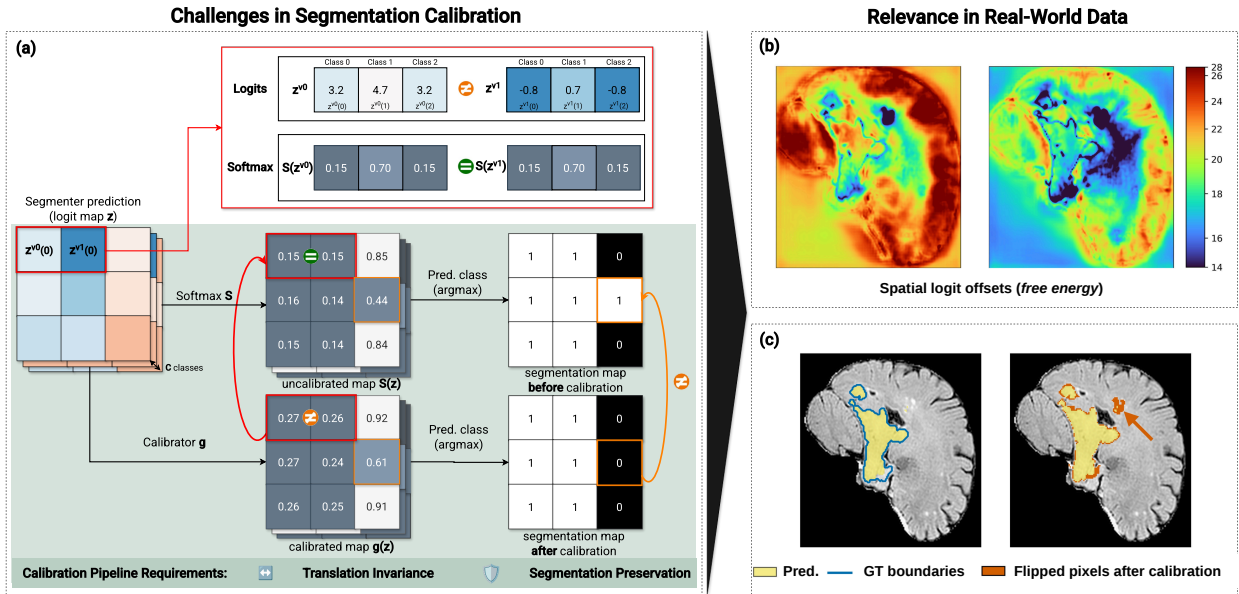 Challenges in Segmentation Calibration
Relevance in Real-World Data
(a)
Class 0 Class 1 Class 2
Class 0 Class 1 Class 2
Logits z^v0 3.2 4.7 3.2 ≠ z^v1 -0.8 0.7 -0.8
z^v0(0) z^v0(1) z^v0(2) z^v1(0) z^v1(1) z^v1(2)
Softmax S(z^v0) 0.15 0.70 0.15 = S(z^v1) 0.15 0.70 0.15
Segmenter prediction
(logit map z)
z^v0(0) z^v1(0)
C classes
Softmax S
0.15 = 0.15 0.85
0.16 0.14 0.44
0.15 0.14 0.84
uncalibrated map S(z)
Pred. class
(argmax)
1 1 0
1 1 1
1 1 0
segmentation map
before calibration
≠
Calibrator g
0.27 ≠ 0.26 0.92
0.27 0.24 0.61
0.26 0.25 0.91
calibrated map g(z)
Pred. class
(argmax)
1 1 0
1 1 0
1 1 0
segmentation map
after calibration
Calibration Pipeline Requirements: Translation Invariance Segmentation Preservation
(b)
28
26
24
22
20
18
16
14
Spatial logit offsets (free energy)
(c)
Pred. GT boundaries Flipped pixels after calibration